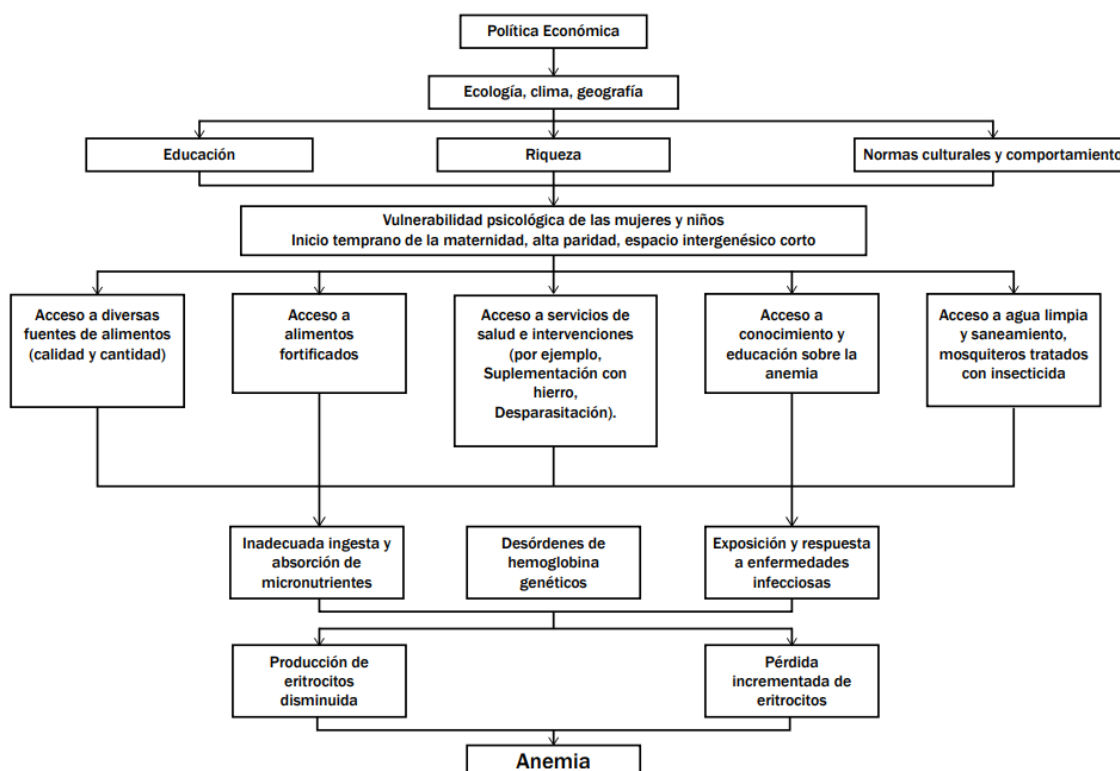 Política Económica
Ecología, clima, geografía
Educación
Riqueza
Normas culturales y comportamiento
Vulnerabilidad psicológica de las mujeres y niños
Inicio temprano de la maternidad, alta paridad, espacio intergenésico corto
Acceso a diversas
fuentes de alimentos
(calidad y cantidad)
Acceso a
alimentos
fortificados
Acceso a servicios de
salud e intervenciones
(por ejemplo,
Suplementación con
hierro,
Desparasitación).
Acceso a
conocimiento y
educación sobre la
anemia
Acceso a agua limpia
y saneamiento,
mosquiteros tratados
con insecticida
Inadecuada ingesta y
absorción de
micronutrientes
Desórdenes de
hemoglobina
genéticos
Exposición y respuesta
a enfermedades
infecciosas
Producción de
eritrocitos
disminuida
Pérdida
incrementada de
eritrocitos
Anemia